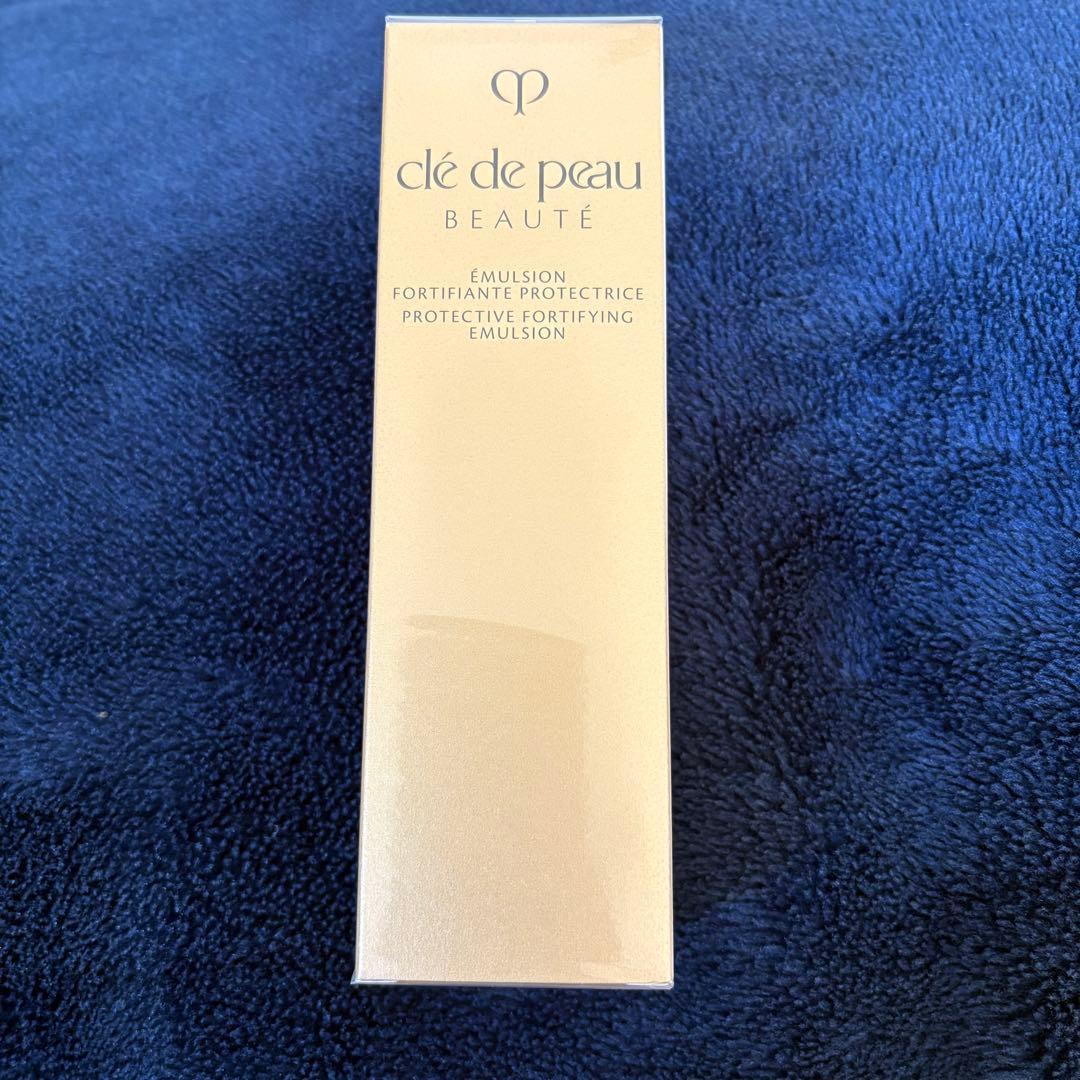 clé de peau
BEAUTÉ
ÉMULSION
FORTIFIANTE PROTECTRICE
PROTECTIVE FORTIFYING
EMULSION